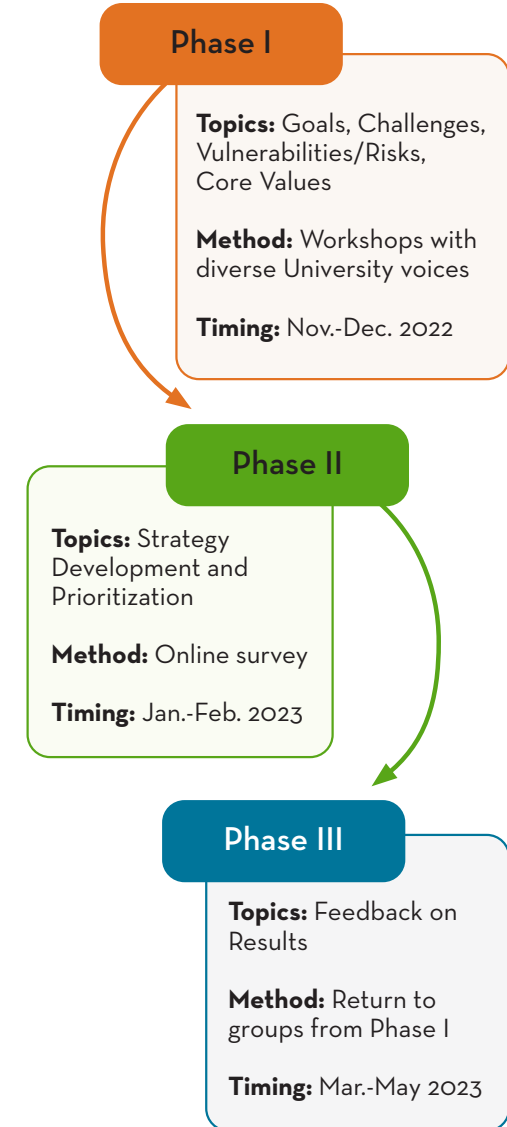 Phase I
Topics: Goals, Challenges,
Vulnerabilities/Risks,
Core Values
Method: Workshops with
diverse University voices
Timing: Nov.-Dec. 2022
Phase II
Topics: Strategy
Development and
Prioritization
Method: Online survey
Timing: Jan.-Feb. 2023
Phase III
Topics: Feedback on
Results
Method: Return to
groups from Phase I
Timing: Mar.-May 2023